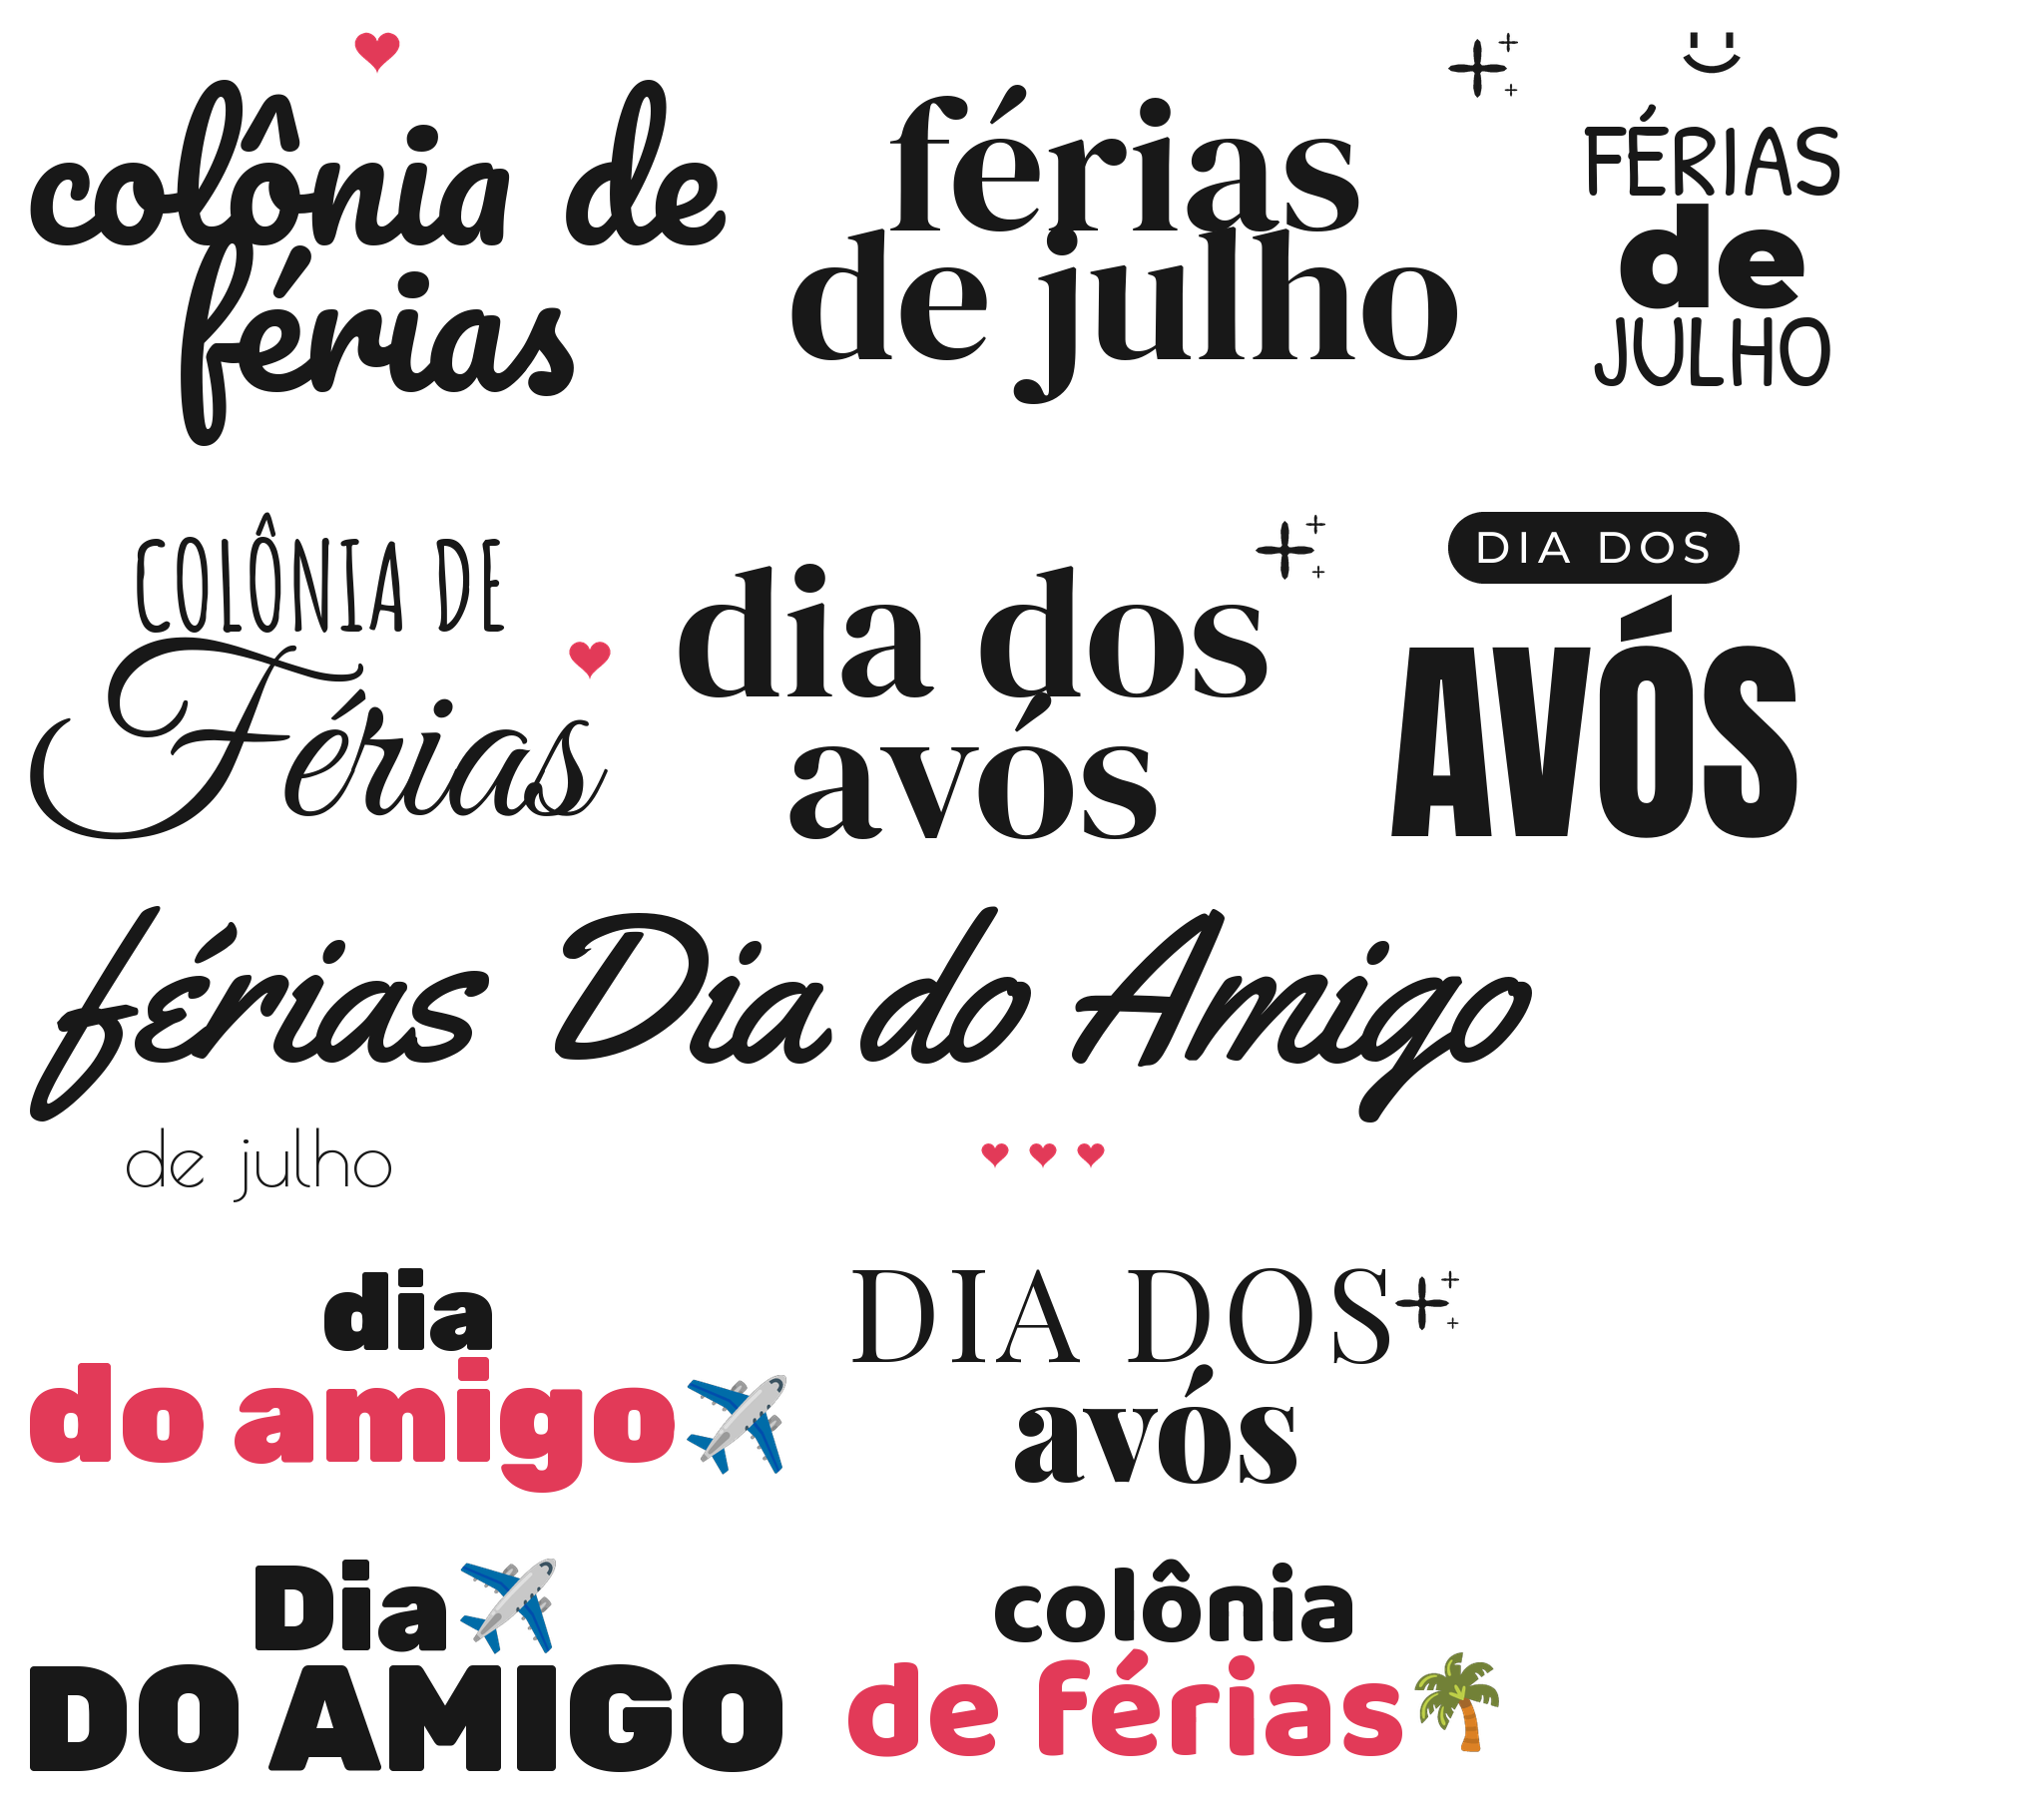 colônia de
férias
férias
de julho
FÉRIAS
de
JULHO
COLÔNIA DE
Férias
dia dos
avós
DIA DOS
AVÓS
férias
de julho
Dia do Amigo
dia
do amigo
DIA DOS
avós
Dia
DO AMIGO
colônia
de férias